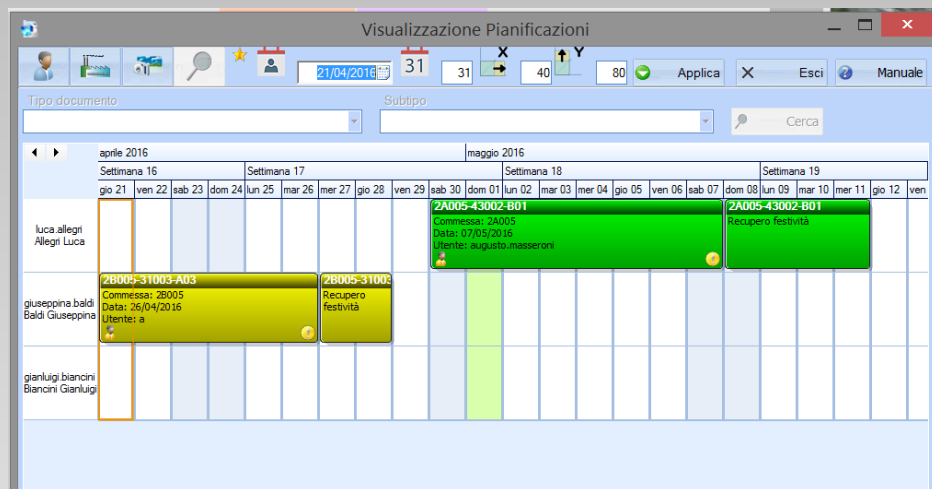 Visualizzazione Pianificazioni
21/04/2016 31 31 X 40 Y 80 Applica Esci Manuale
Tipo documento Subtipo
Cerca
aprile 2016 maggio 2016
Settimana 16 Settimana 17 Settimana 18 Settimana 19
gio 21 ven 22 sab 23 dom 24 lun 25 mar 26 mer 27 gio 28 ven 29 sab 30 dom 01 lun 02 mar 03 mer 04 gio 05 ven 06 sab 07 dom 08 lun 09 mar 10 mer 11 gio 12 ven
luca.allegri
Allegri Luca
2A005-43002-B01
Commessa: 2A005
Data: 07/05/2016
Utente: augusto.masseroni
2A005-43002-B01
Recupero festività
giuseppina.baldi
Baldi Giuseppina
2B005-31003-A03
Commessa: 2B005
Data: 26/04/2016
Utente: a
2B005-31003
Recupero
festività
gianluigi.biancini
Biancini Gianluigi